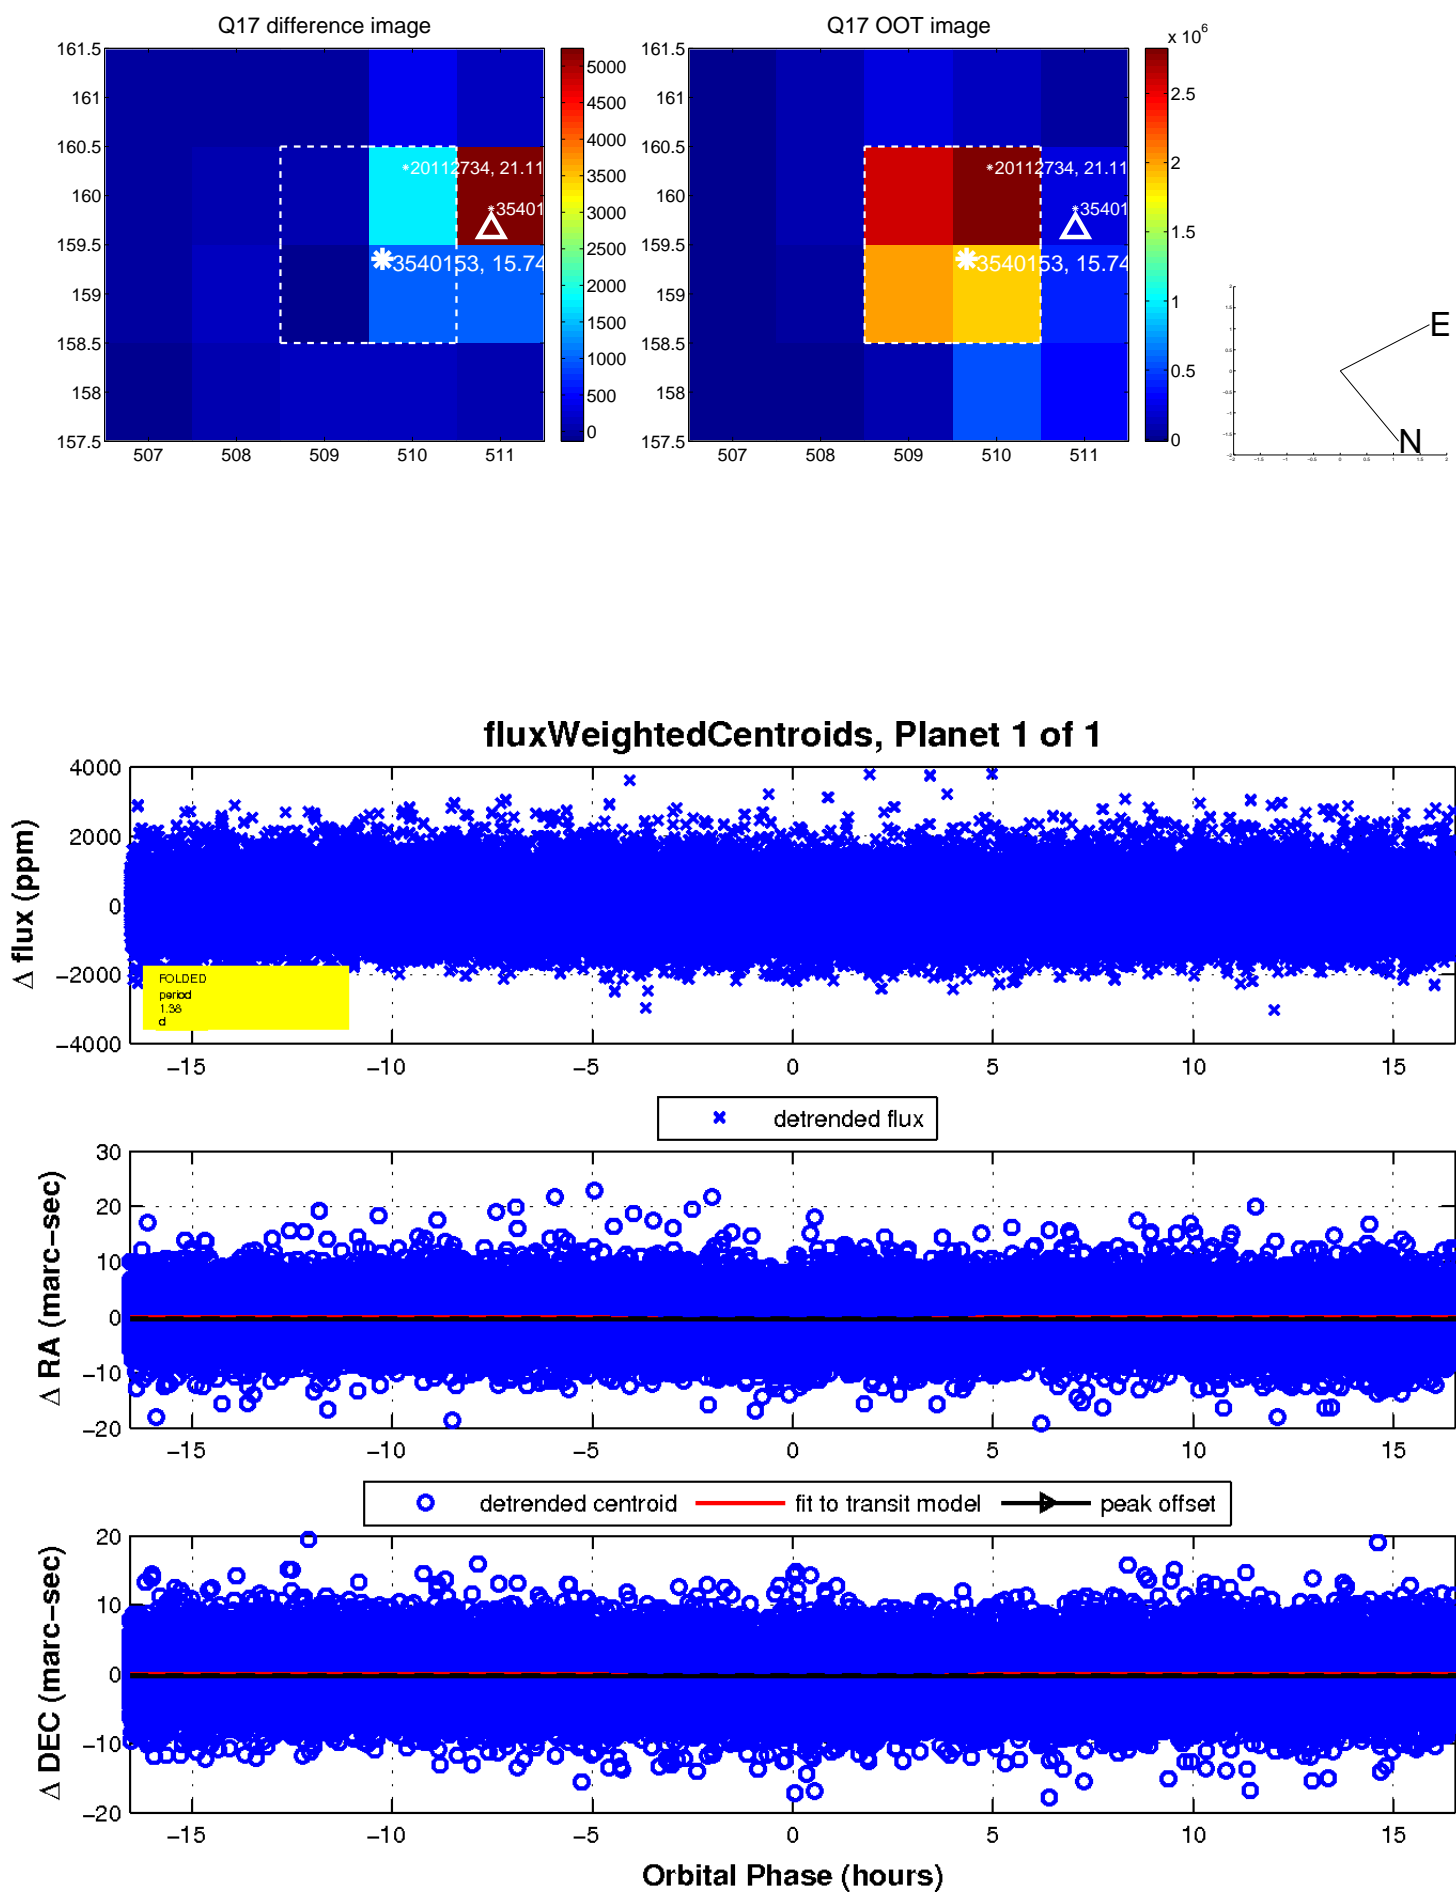 Q17 difference image
161.5
161
160.5
160
159.5
159
158.5
158
157.5
507 508 509 510 511
*20112734, 21.11
*35401
3540153, 15.74
5000
4500
4000
3500
3000
2500
2000
1500
1000
500
0
Q17 OOT image
x 10^6
161.5
161
160.5
160
159.5
159
158.5
158
157.5
507 508 509 510 511
*20112734, 21.11
*35401
3540153, 15.74
2.5
2
1.5
1
0.5
0
E
N
fluxWeightedCentroids, Planet 1 of 1
Δ flux (ppm)
4000
2000
0
−2000
−4000
FOLDED
period
1.38
d
−15 −10 −5 0 5 10 15
detrended flux
Δ RA (marc−sec)
30
20
10
0
−10
−20
−15 −10 −5 0 5 10 15
detrended centroid fit to transit model peak offset
Δ DEC (marc−sec)
20
10
0
−10
−20
−15 −10 −5 0 5 10 15
Orbital Phase (hours)